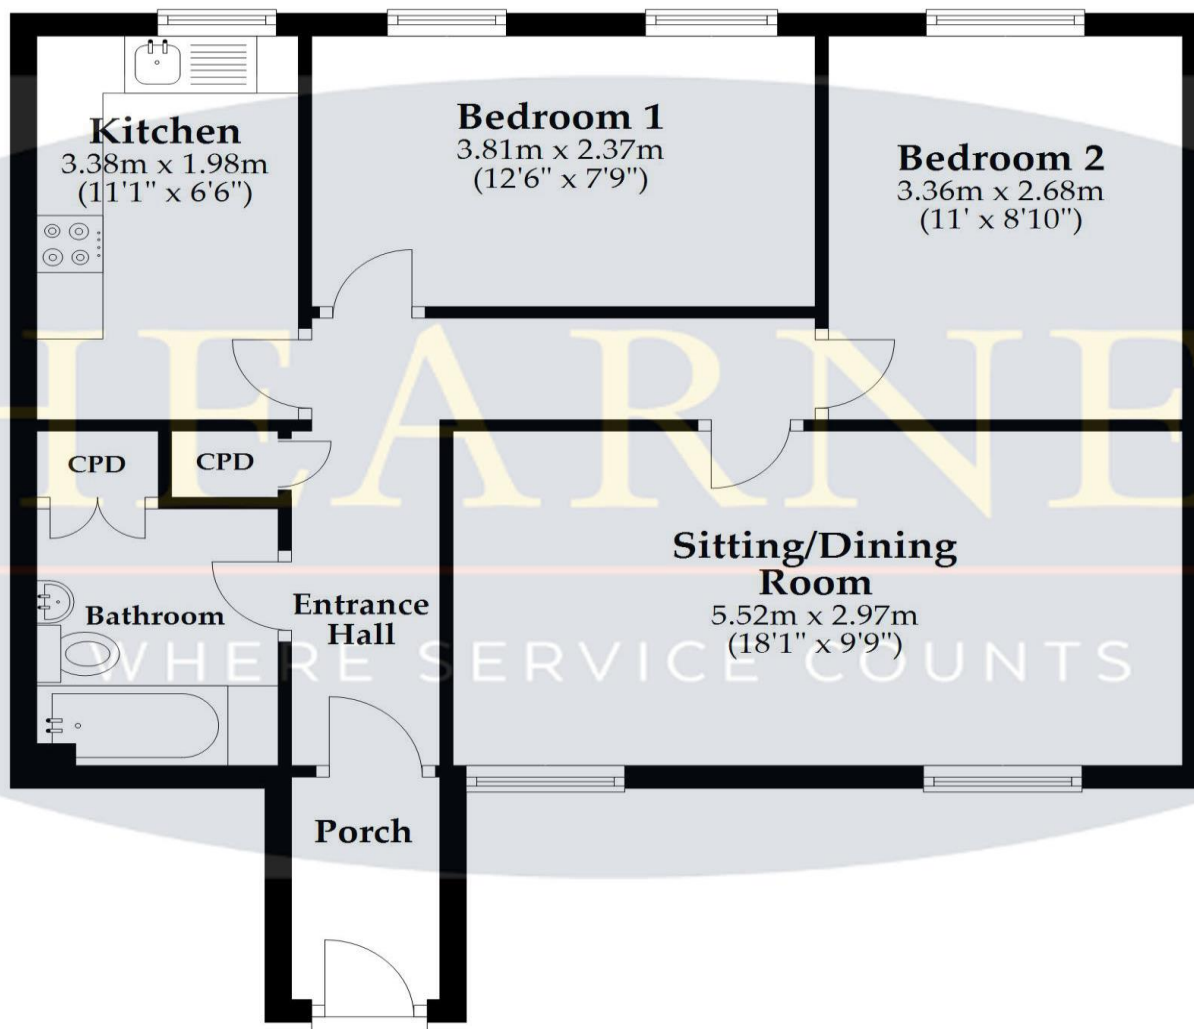 Kitchen
3.38m x 1.98m
(11'1" x 6'6")
Bedroom 1
3.81m x 2.37m
(12'6" x 7'9")
Bedroom 2
3.36m x 2.68m
(11' x 8'10")
CPD
CPD
HEARNE
Sitting/Dining
Room
5.52m x 2.97m
(18'1" x 9'9")
Bathroom
Entrance
Hall
WHERE SERVICE COUNTS
Porch